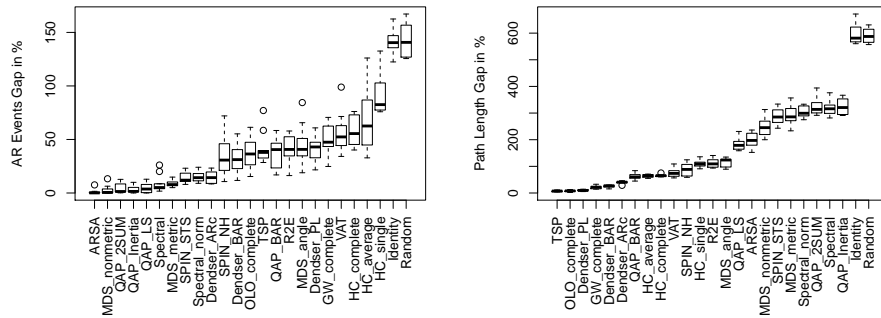 AR Events Gap in %
150
100
50
0
ARSA
MDS_nonmetric
QAP_2SUM
QAP_Inertia
QAP_LS
Spectral
MDS_metric
SPIN_STS
Spectral_norm
Dendser_ARc
SPIN_NH
Dendser_BAR
OLO_complete
TSP
QAP_BAR
R2E
MDS_angle
Dendser_PL
GW_complete
VAT
HC_complete
HC_average
HC_single
Identity
Random
Path Length Gap in %
600
400
200
0
TSP
OLO_complete
Dendser_PL
GW_complete
Dendser_BAR
Dendser_ARc
QAP_BAR
HC_average
HC_complete
VAT
SPIN_NH
HC_single
R2E
MDS_angle
QAP_LS
ARSA
MDS_nonmetric
SPIN_STS
MDS_metric
Spectral_norm
QAP_2SUM
Spectral
QAP_Inertia
Identity
Random